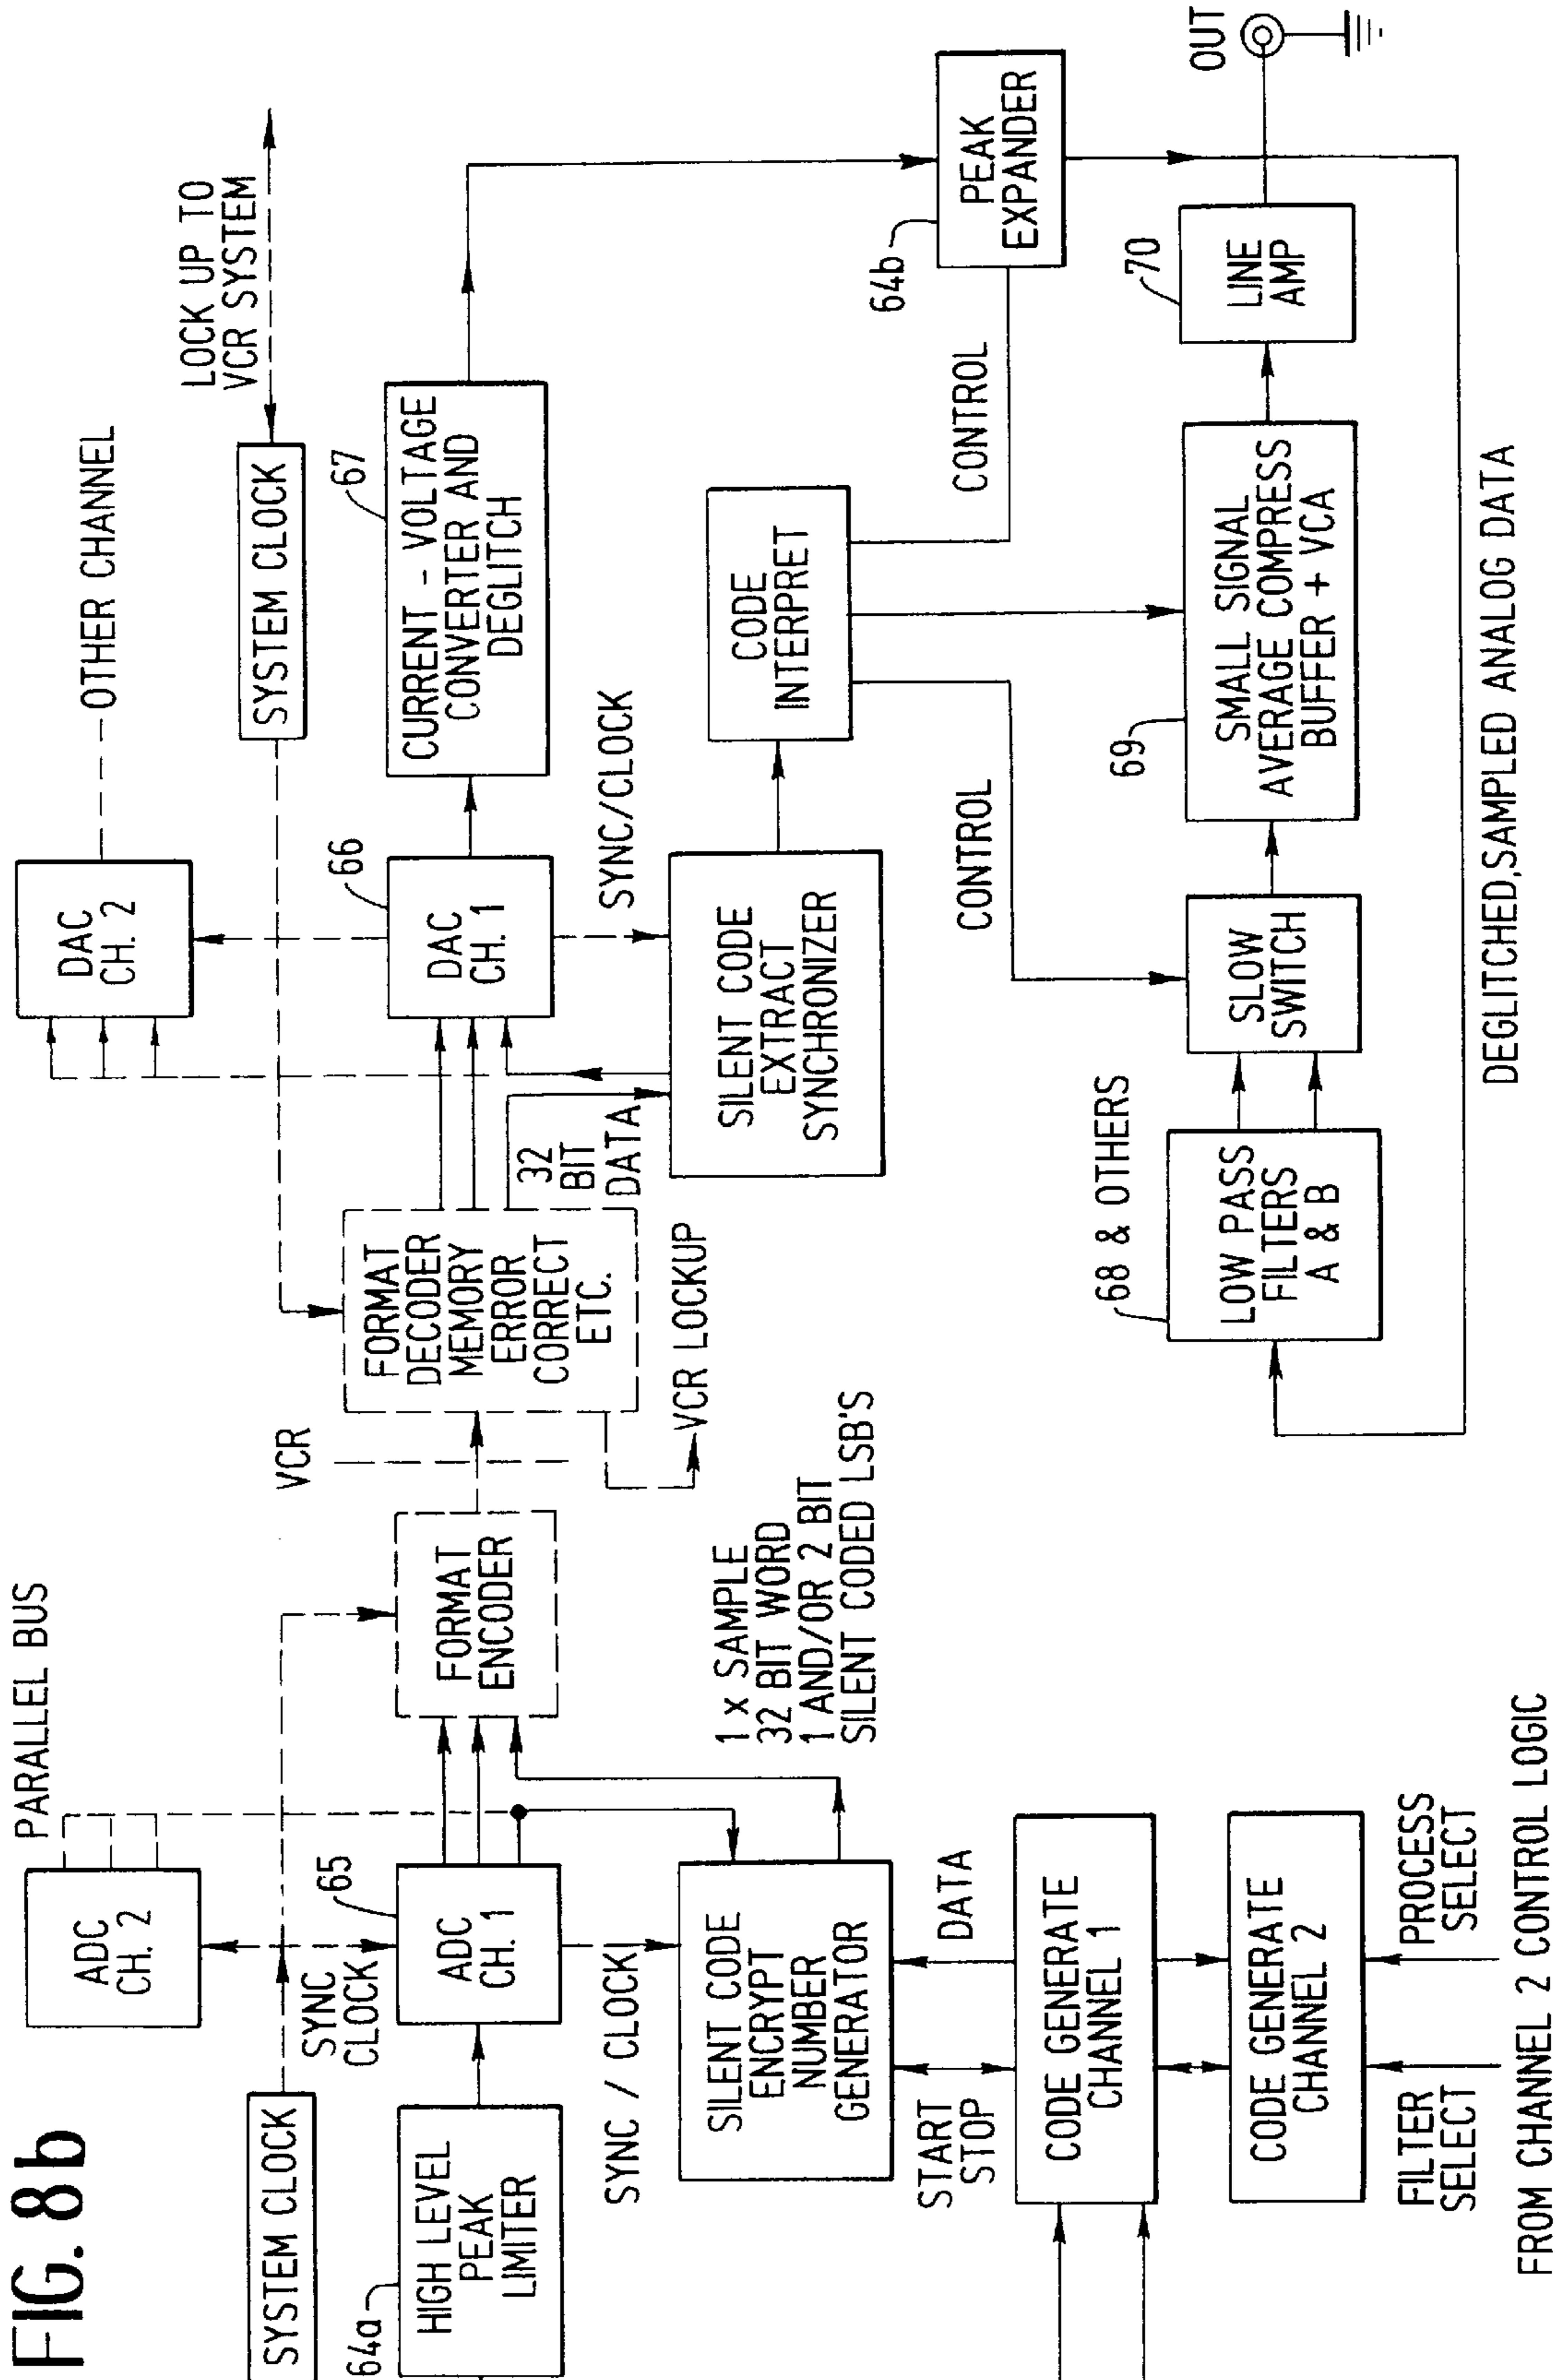 FIG. 8b
PARALLEL BUS
ADC
CH. 2
SYSTEM CLOCK
SYNC
CLOCK
65
64a
HIGH LEVEL
PEAK
LIMITER
ADC
CH. 1
FORMAT
ENCODER
VCR
FORMAT
DECODER
MEMORY
ERROR
CORRECT
ETC.
VCR LOCKUP
SYNC / CLOCK
SILENT CODE
ENCRYPT
NUMBER
GENERATOR
1 x SAMPLE
32 BIT WORD
1 AND/OR 2 BIT
SILENT CODED LSB'S
START
STOP
DATA
CODE GENERATE
CHANNEL 1
CODE GENERATE
CHANNEL 2
FILTER
SELECT
PROCESS
SELECT
FROM CHANNEL 2 CONTROL LOGIC
DAC
CH. 2
OTHER CHANNEL
LOCK UP TO
VCR SYSTEM
SYSTEM CLOCK
66
DAC
CH. 1
67
CURRENT - VOLTAGE
CONVERTER AND
DEGLITCH
32
BIT
DATA
SYNC/CLOCK
SILENT CODE
EXTRACT
SYNCHRONIZER
CODE
INTERPRET
CONTROL
CONTROL
64b
PEAK
EXPANDER
68 & OTHERS
LOW PASS
FILTERS
A & B
SLOW
SWITCH
69
SMALL SIGNAL
AVERAGE COMPRESS
BUFFER + VCA
70
LINE
AMP
OUT
DEGLITCHED,SAMPLED ANALOG DATA